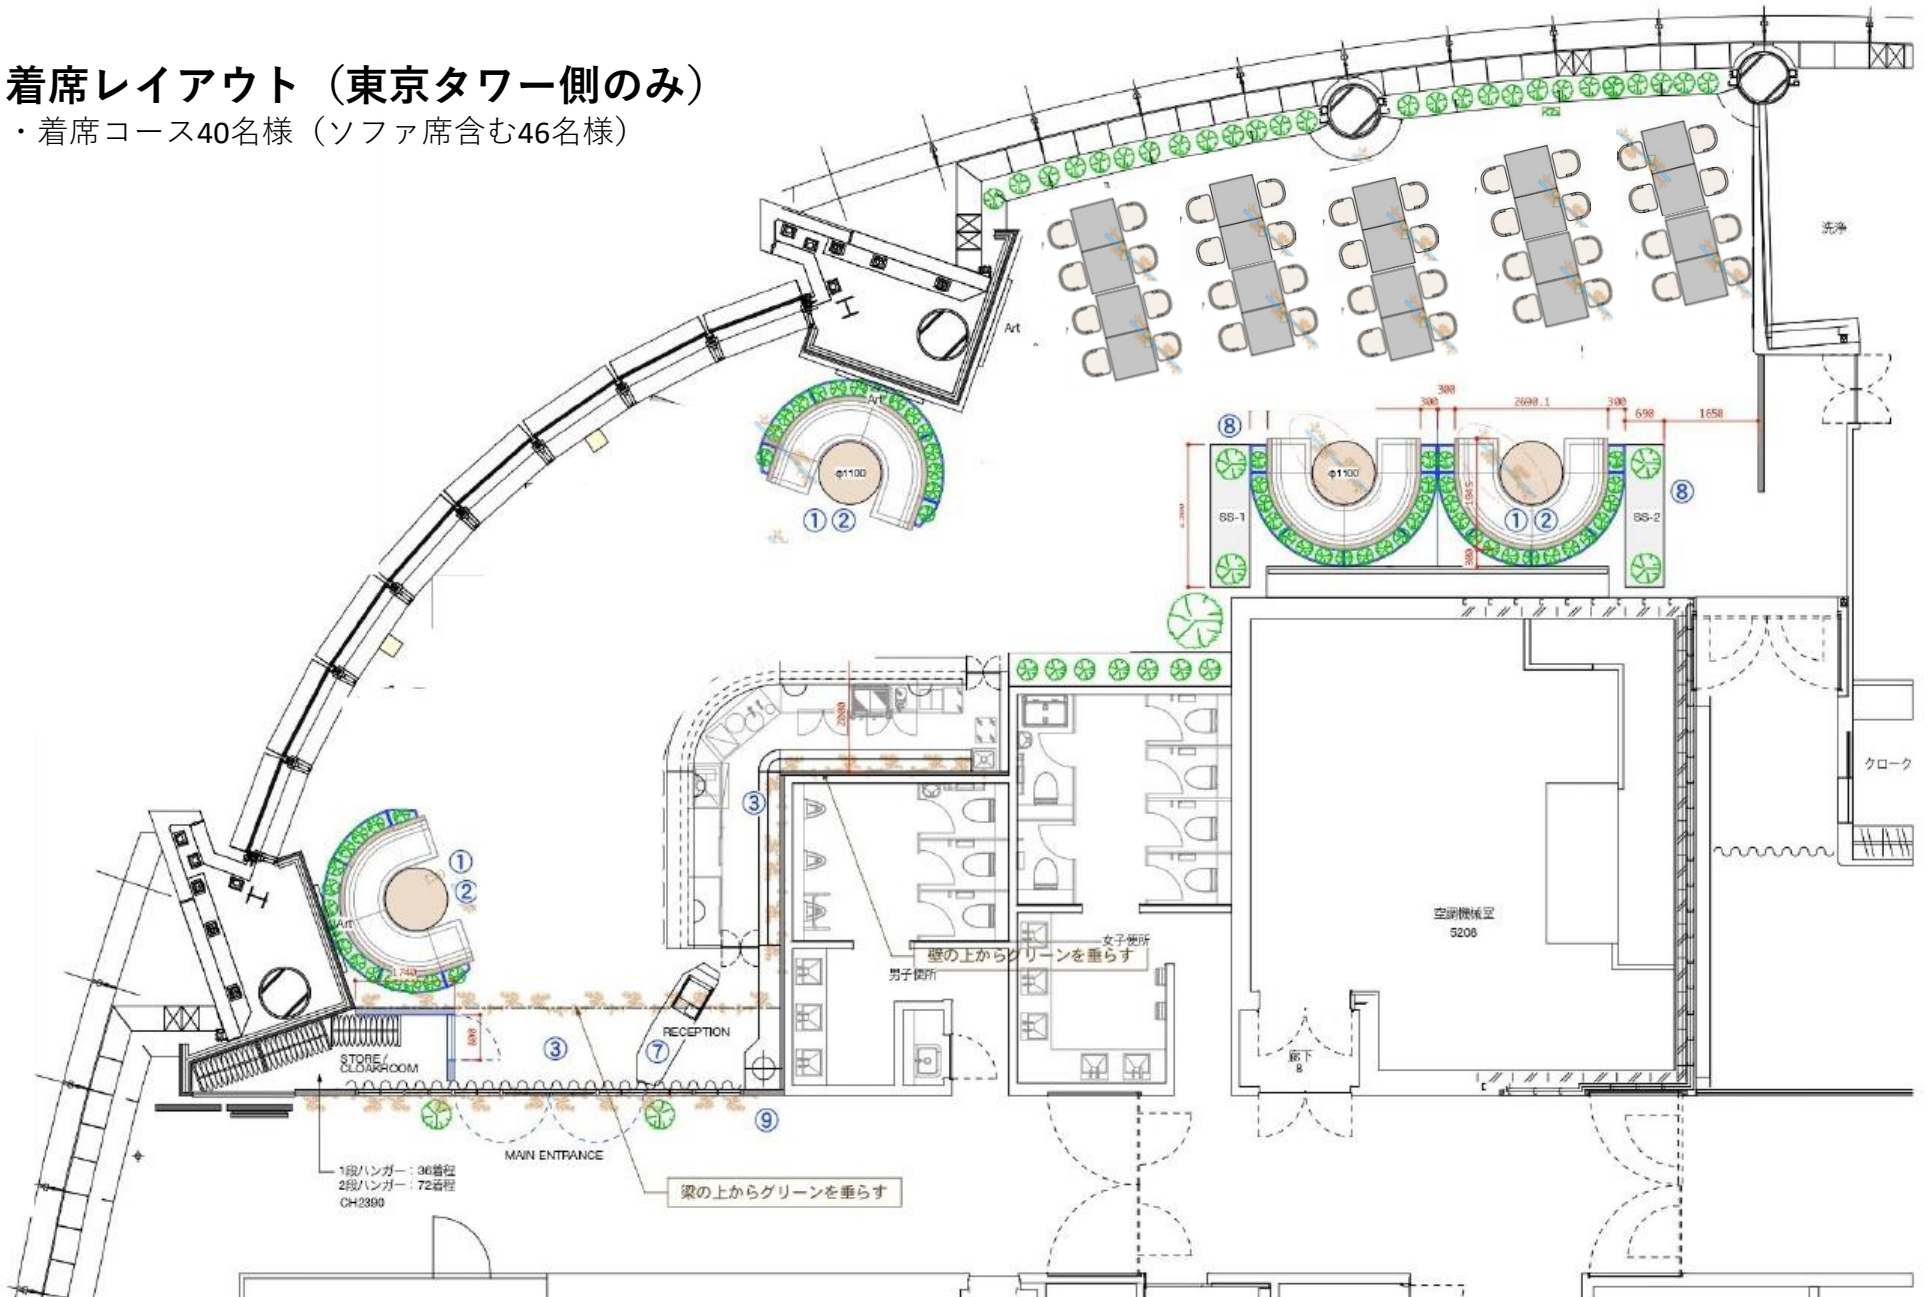 着席レイアウト（東京タワー側のみ）
・着席コース40名様（ソファ席含む46名様）
洗浄
Art
Art
φ1100
①②
⑧
300
300
2690.1
300
690
1650
φ1100
①②
⑧
SS-1
SS-2
300
2000
③
クローク
空調機械室
5208
女子便所
壁の上からグリーンを垂らす
男子便所
①
②
Art
1740
800
RECEPTION
③
⑦
STORE/
CLOAKROOM
廊下
8
⑨
MAIN ENTRANCE
1段ハンガー：36着程
2段ハンガー：72着程
CH2390
梁の上からグリーンを垂らす